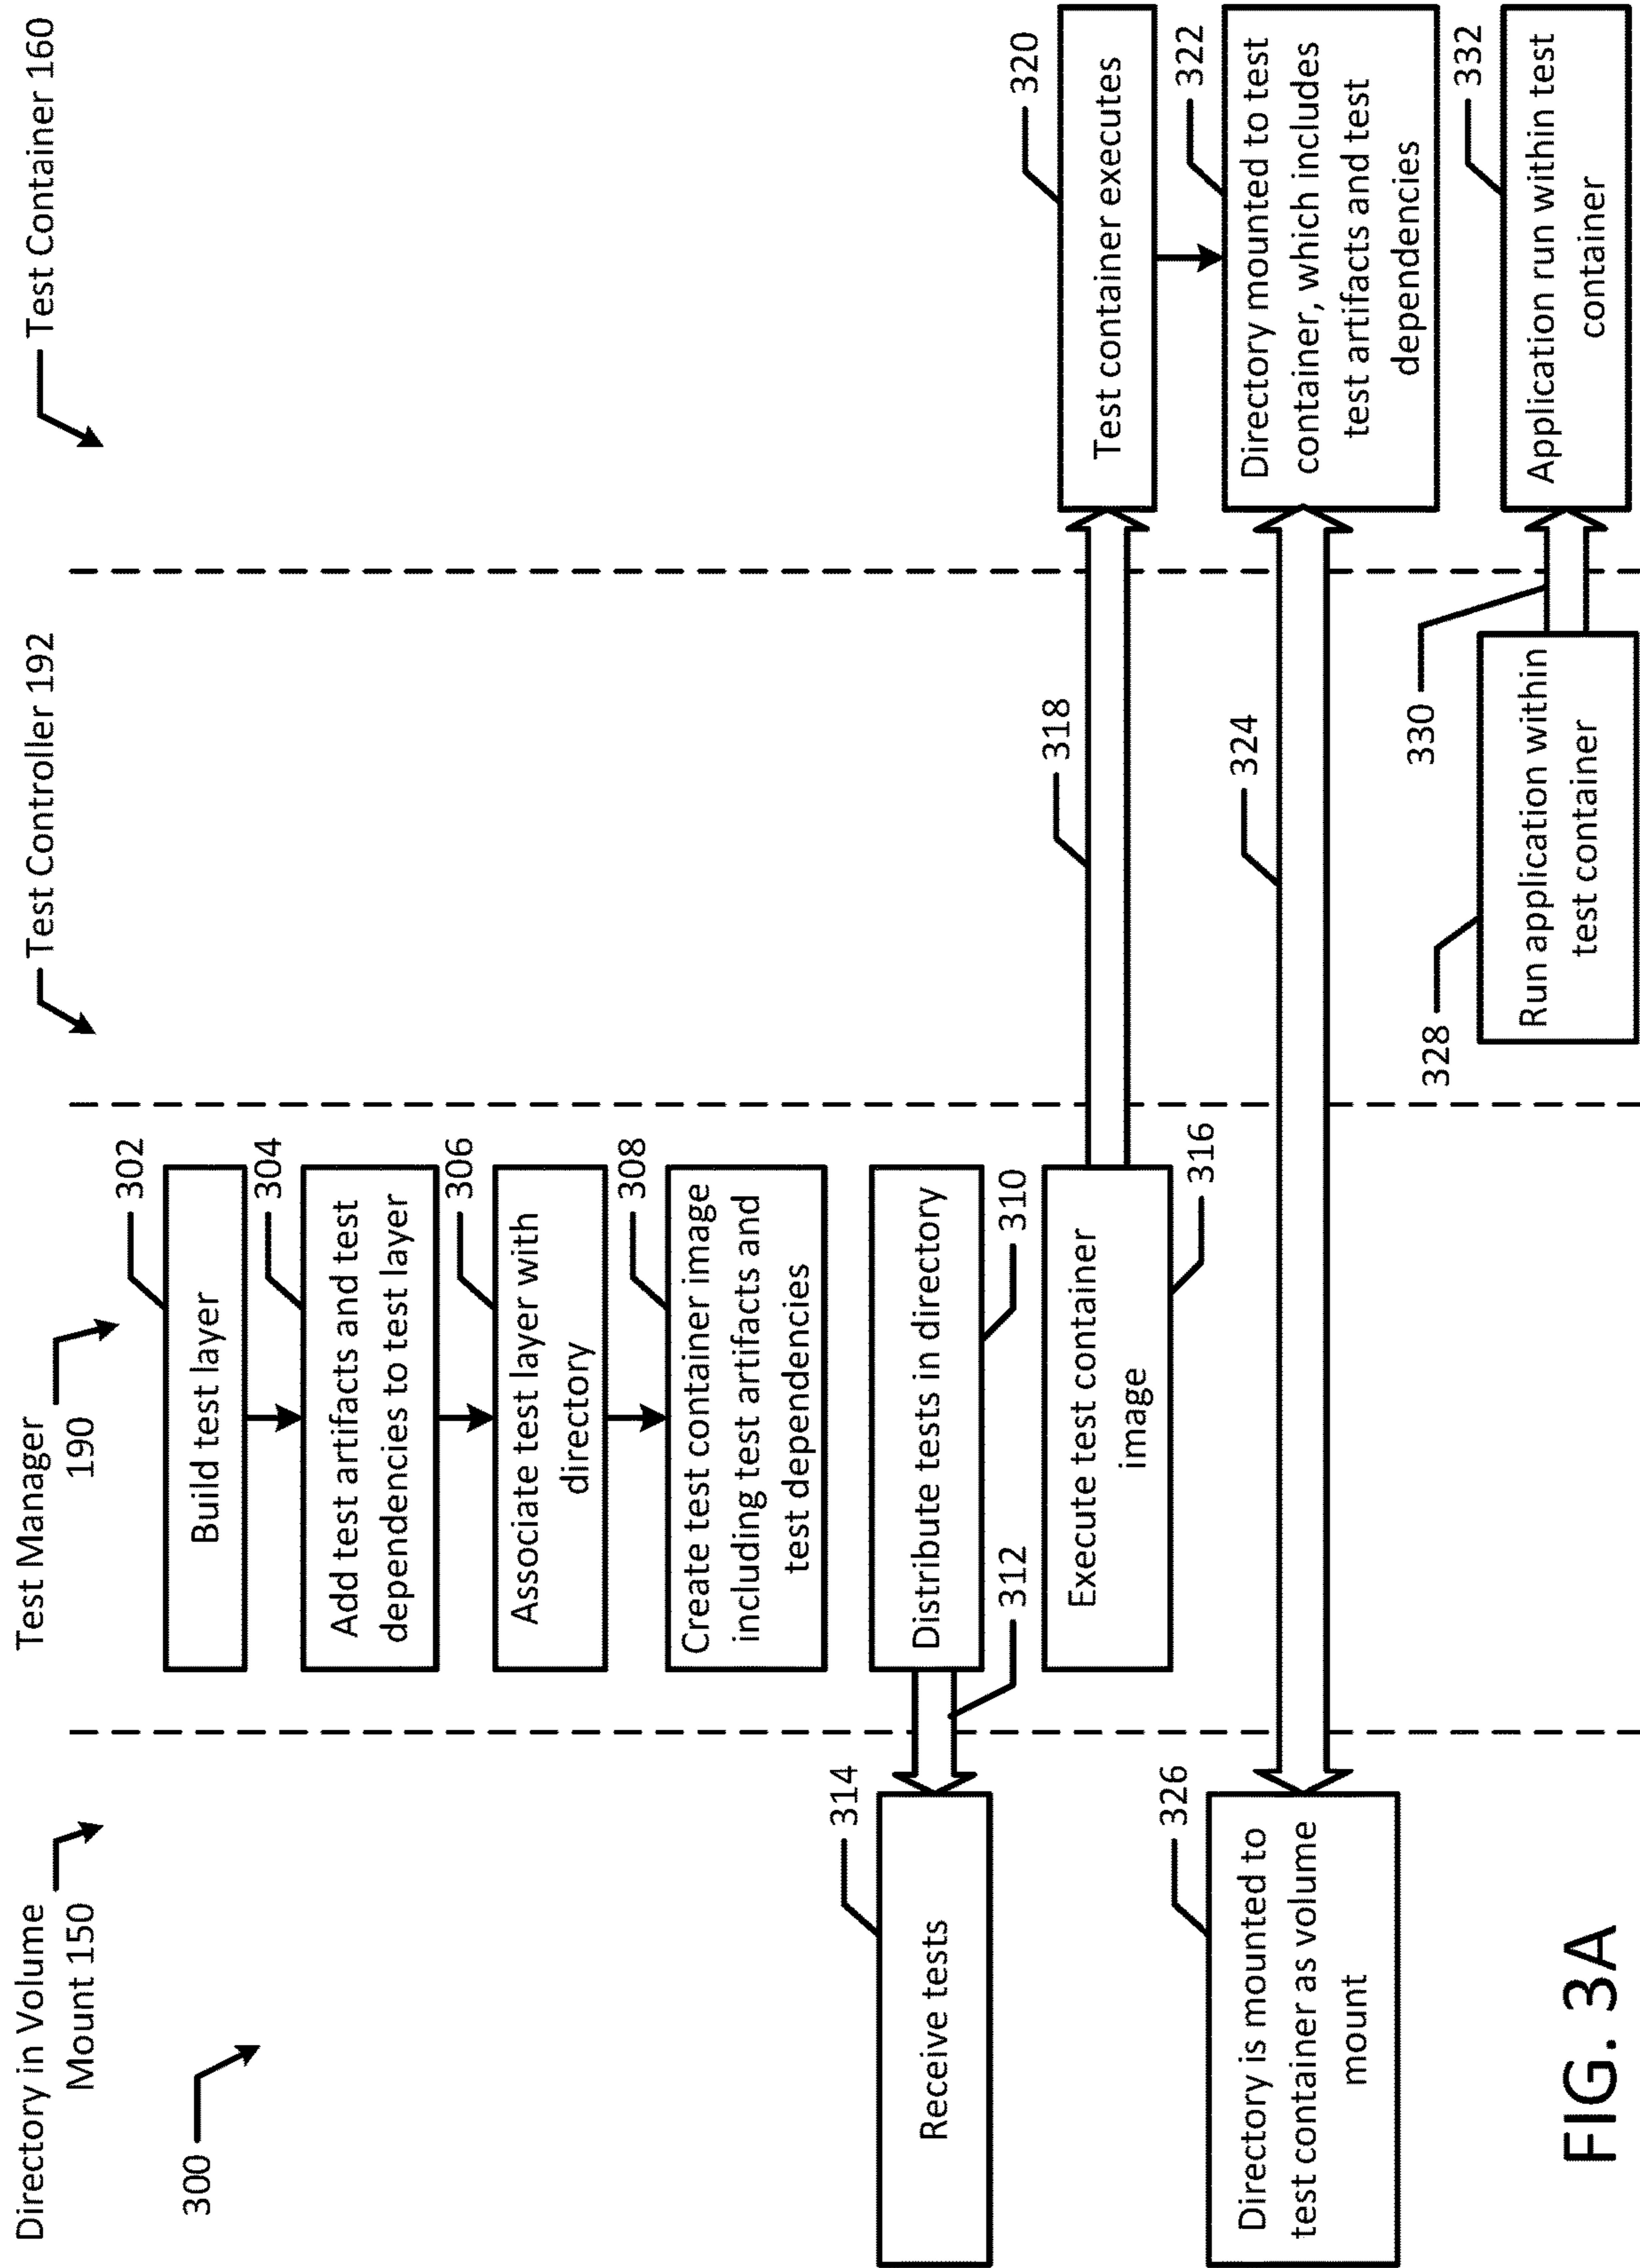 Directory in Volume
Mount 150
Test Manager
190
Test Controller 192
Test Container 160
300
302
Build test layer
304
Add test artifacts and test
dependencies to test layer
306
Associate test layer with
directory
308
Create test container image
including test artifacts and
test dependencies
Distribute tests in directory
310
312
314
Receive tests
Execute test container
image
316
318
320
Test container executes
322
Directory mounted to test
container, which includes
test artifacts and test
dependencies
324
326
Directory is mounted to
test container as volume
mount
328
Run application within
test container
330
332
Application run within test
container
FIG. 3A